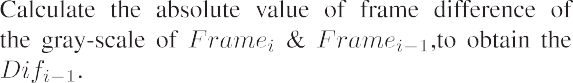 Calculate the absolute value of frame difference of
the gray-scale of $Frame_i$ & $Frame_{i-1}$,to obtain the
$Dif_{i-1}$.